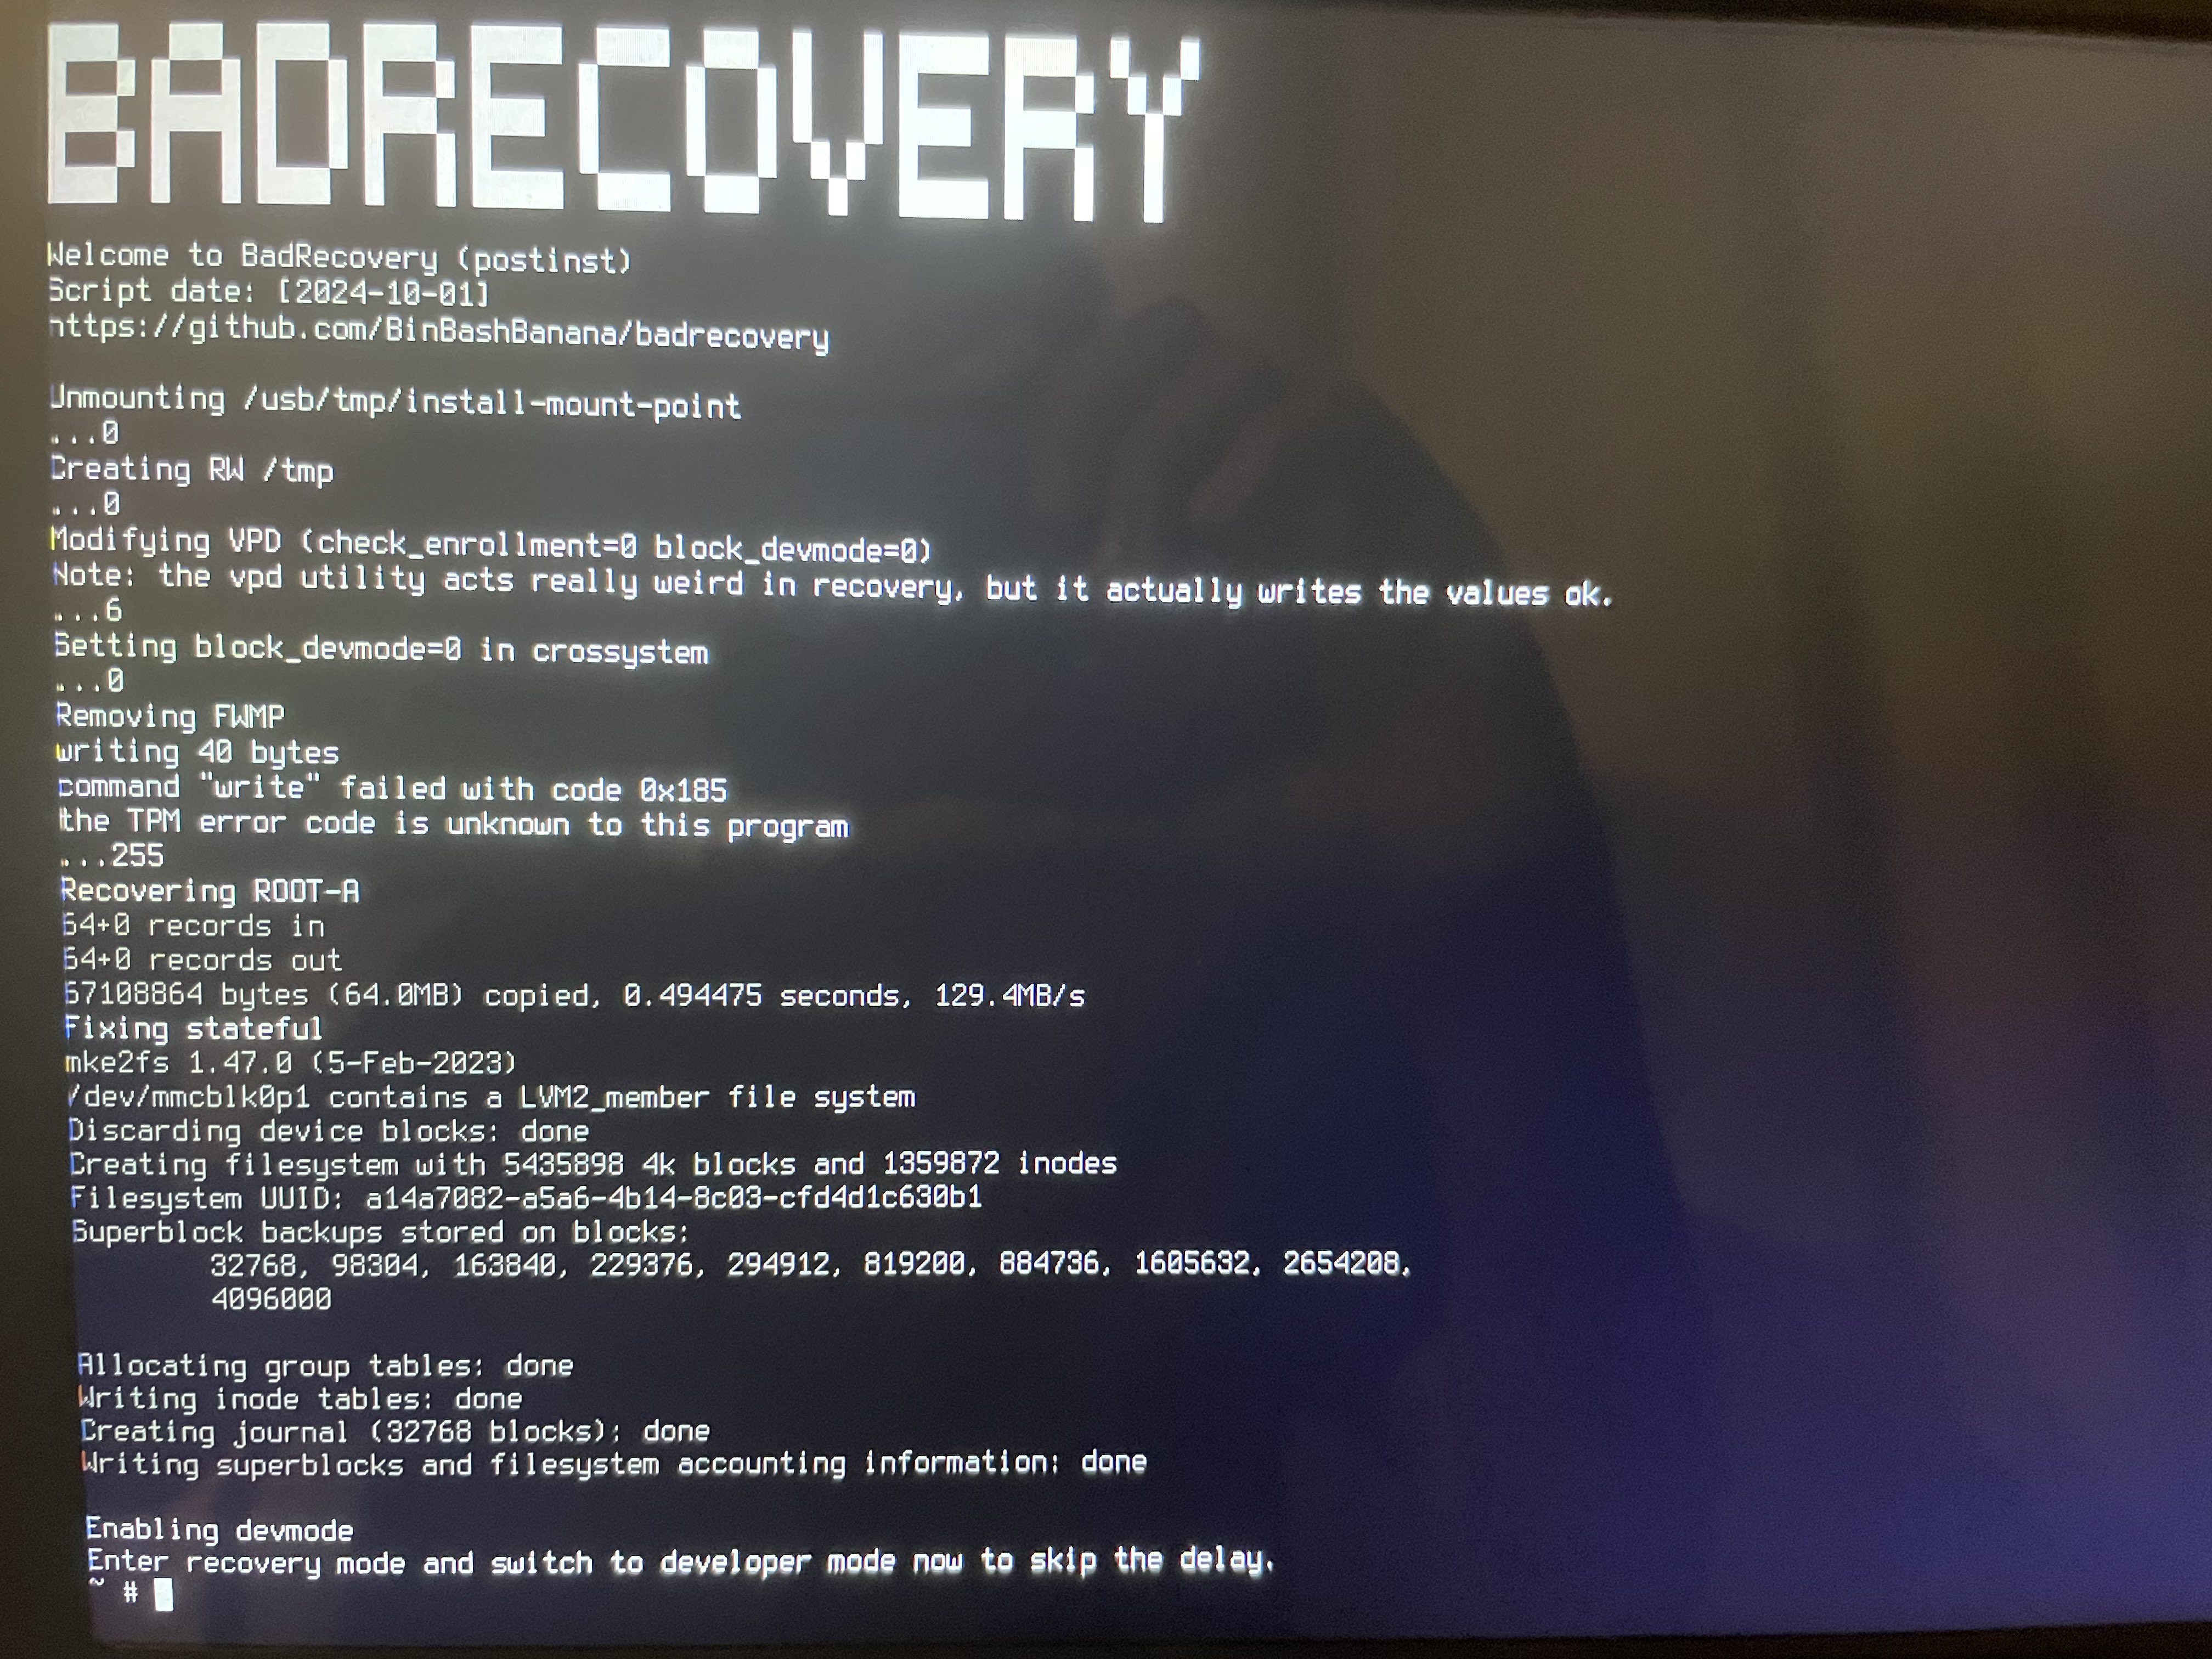 BADRECOVERY
Welcome to BadRecovery (postinst)
Script date: [2024-10-01]
https://github.com/BinBashBanana/badrecovery
Unmounting /usb/tmp/install-mount-point
...0
Creating RW /tmp
...0
Modifying VPD (check_enrollment=0 block_devmode=0)
Note: the vpd utility acts really weird in recovery, but it actually writes the values ok.
...6
Setting block_devmode=0 in crossystem
...0
Removing FWMP
writing 40 bytes
command "write" failed with code 0x185
the TPM error code is unknown to this program
...255
Recovering ROOT-A
64+0 records in
64+0 records out
67108864 bytes (64.0MB) copied, 0.494475 seconds, 129.4MB/s
Fixing stateful
mke2fs 1.47.0 (5-Feb-2023)
/dev/mmcblk0p1 contains a LVM2_member file system
Discarding device blocks: done
Creating filesystem with 5435898 4k blocks and 1359872 inodes
Filesystem UUID: a14a7082-a5a6-4b14-8c03-cfd4d1c630b1
Superblock backups stored on blocks:
32768, 98304, 163840, 229376, 294912, 819200, 884736, 1605632, 2654208,
4096000
Allocating group tables: done
Writing inode tables: done
Creating journal (32768 blocks): done
Writing superblocks and filesystem accounting information: done
Enabling devmode
Enter recovery mode and switch to developer mode now to skip the delay.
~ #